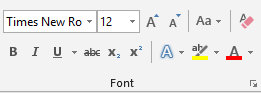 Times New Ro 12 A A Aa A
B I U abc x₂ x² A ab A
Font